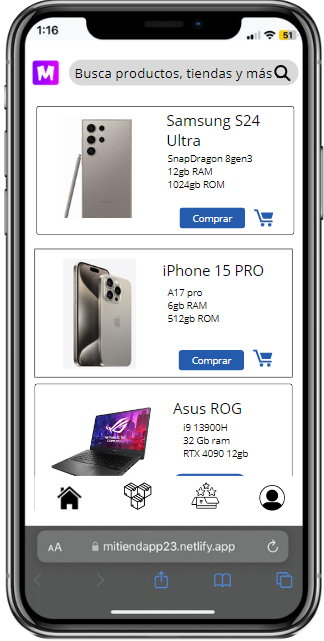 1:16
51
M
Busca productos, tiendas y más
Samsung S24
Ultra
SnapDragon 8gen3
12gb RAM
1024gb ROM
Comprar
iPhone 15 PRO
A17 pro
6gb RAM
512gb ROM
Comprar
Asus ROG
i9 13900H
32 Gb ram
RTX 4090 12gb
AA
mitiendapp23.netlify.app